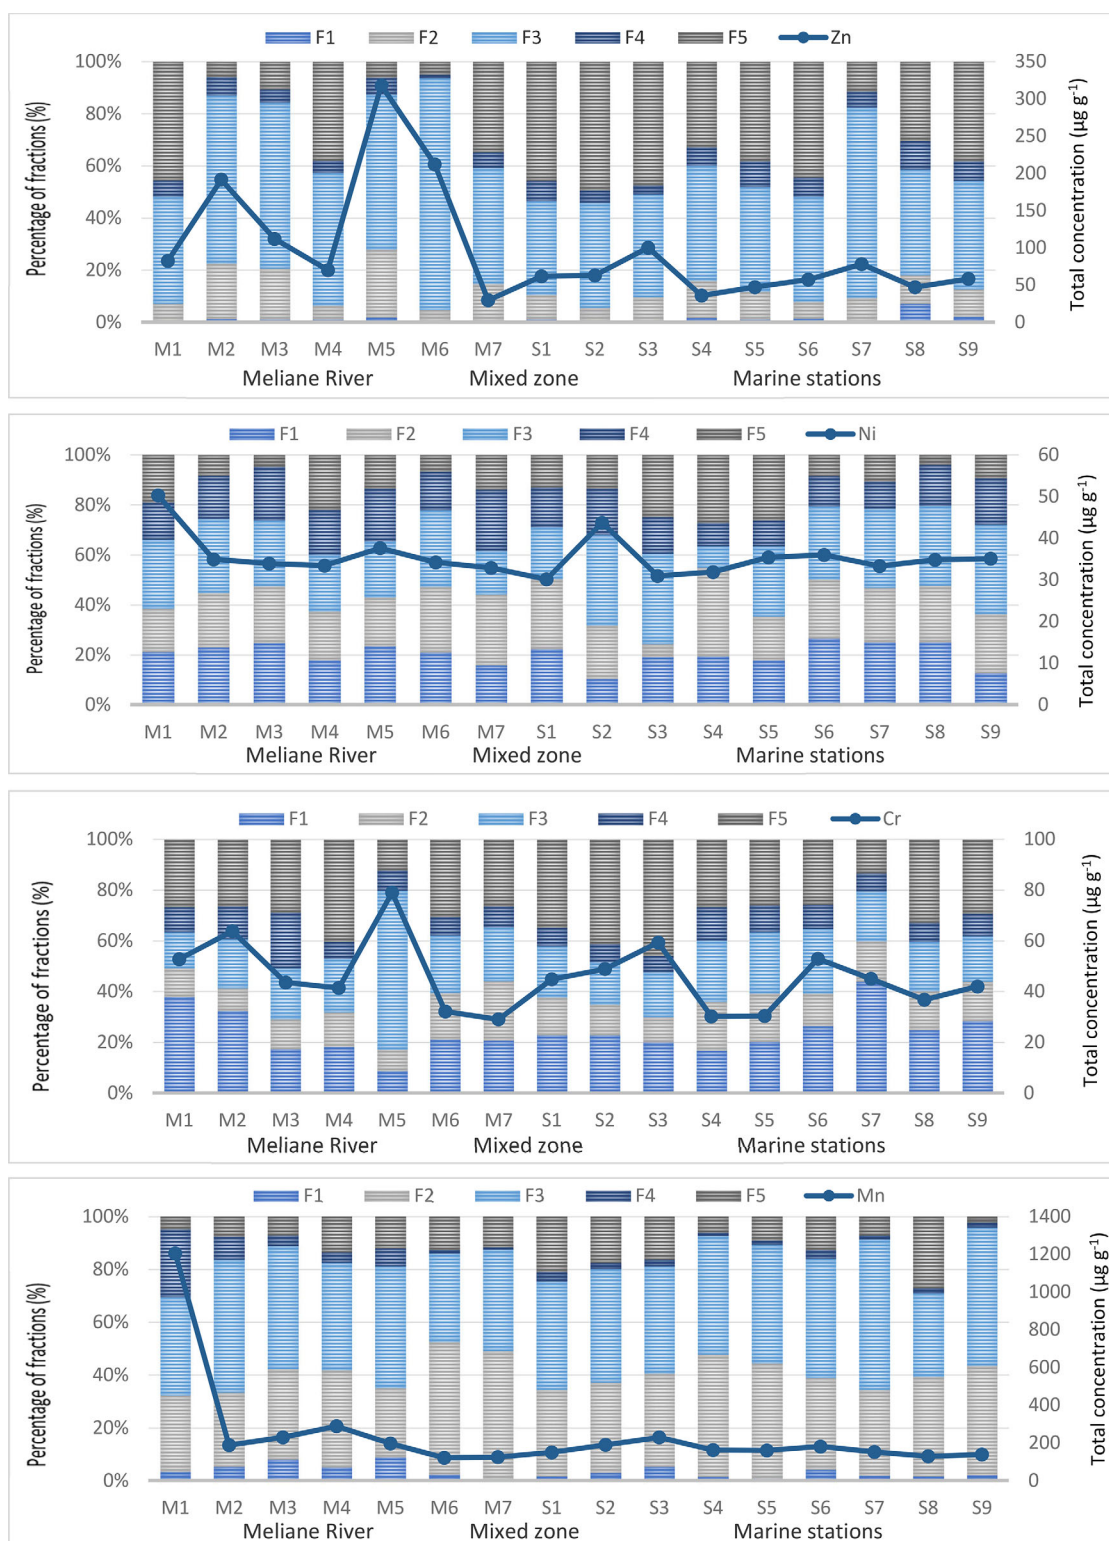 F1 F2 F3 F4 F5 Zn
100% 350
300
80%
250
60% 200
150
40%
100
20%
50
0% 0
Percentage of fractions (%)
Total concentration (µg g-1)
M1 M2 M3 M4 M5 M6 M7 S1 S2 S3 S4 S5 S6 S7 S8 S9
Meliane River Mixed zone Marine stations
F1 F2 F3 F4 F5 Ni
100% 60
50
80%
40
60%
30
40%
20
20%
10
0% 0
Percentage of fractions (%)
Total concentration (µg g-1)
M1 M2 M3 M4 M5 M6 M7 S1 S2 S3 S4 S5 S6 S7 S8 S9
Meliane River Mixed zone Marine stations
F1 F2 F3 F4 F5 Cr
100% 100
80% 80
60% 60
40% 40
20% 20
0% 0
Percentage of fractions (%)
Total concentration (µg g-1)
M1 M2 M3 M4 M5 M6 M7 S1 S2 S3 S4 S5 S6 S7 S8 S9
Meliane River Mixed zone Marine stations
F1 F2 F3 F4 F5 Mn
100% 1400
1200
80%
1000
60% 800
600
40%
400
20%
200
0% 0
Percentage of fractions (%)
Total concentration (µg g-1)
M1 M2 M3 M4 M5 M6 M7 S1 S2 S3 S4 S5 S6 S7 S8 S9
Meliane River Mixed zone Marine stations